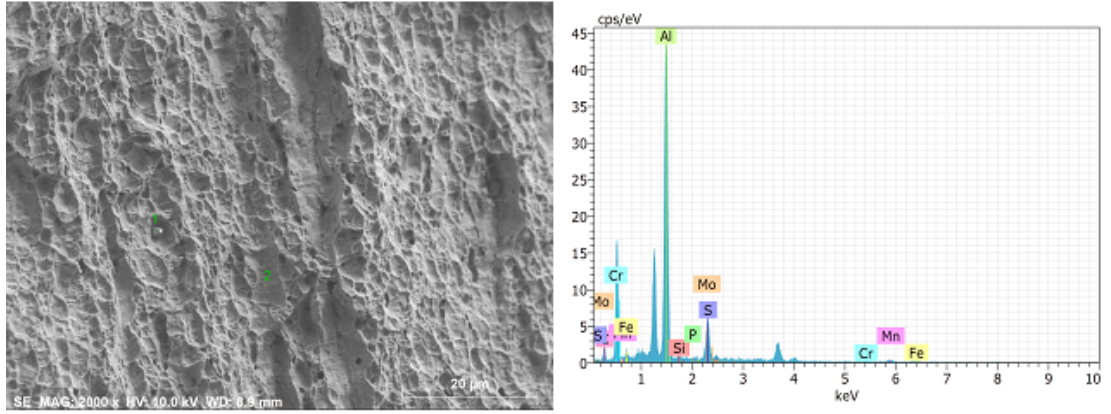 1
2
20 µm
SE MAG: 2000 x HV: 10.0 kV WD: 8.9 mm
cps/eV
45
40
35
30
25
20
15
10
5
0
Al
Cr
Mo
S
Fe
Si
P
Mo
S
Mn
Cr
Fe
1 2 3 4 5 6 7 8 9 10
keV